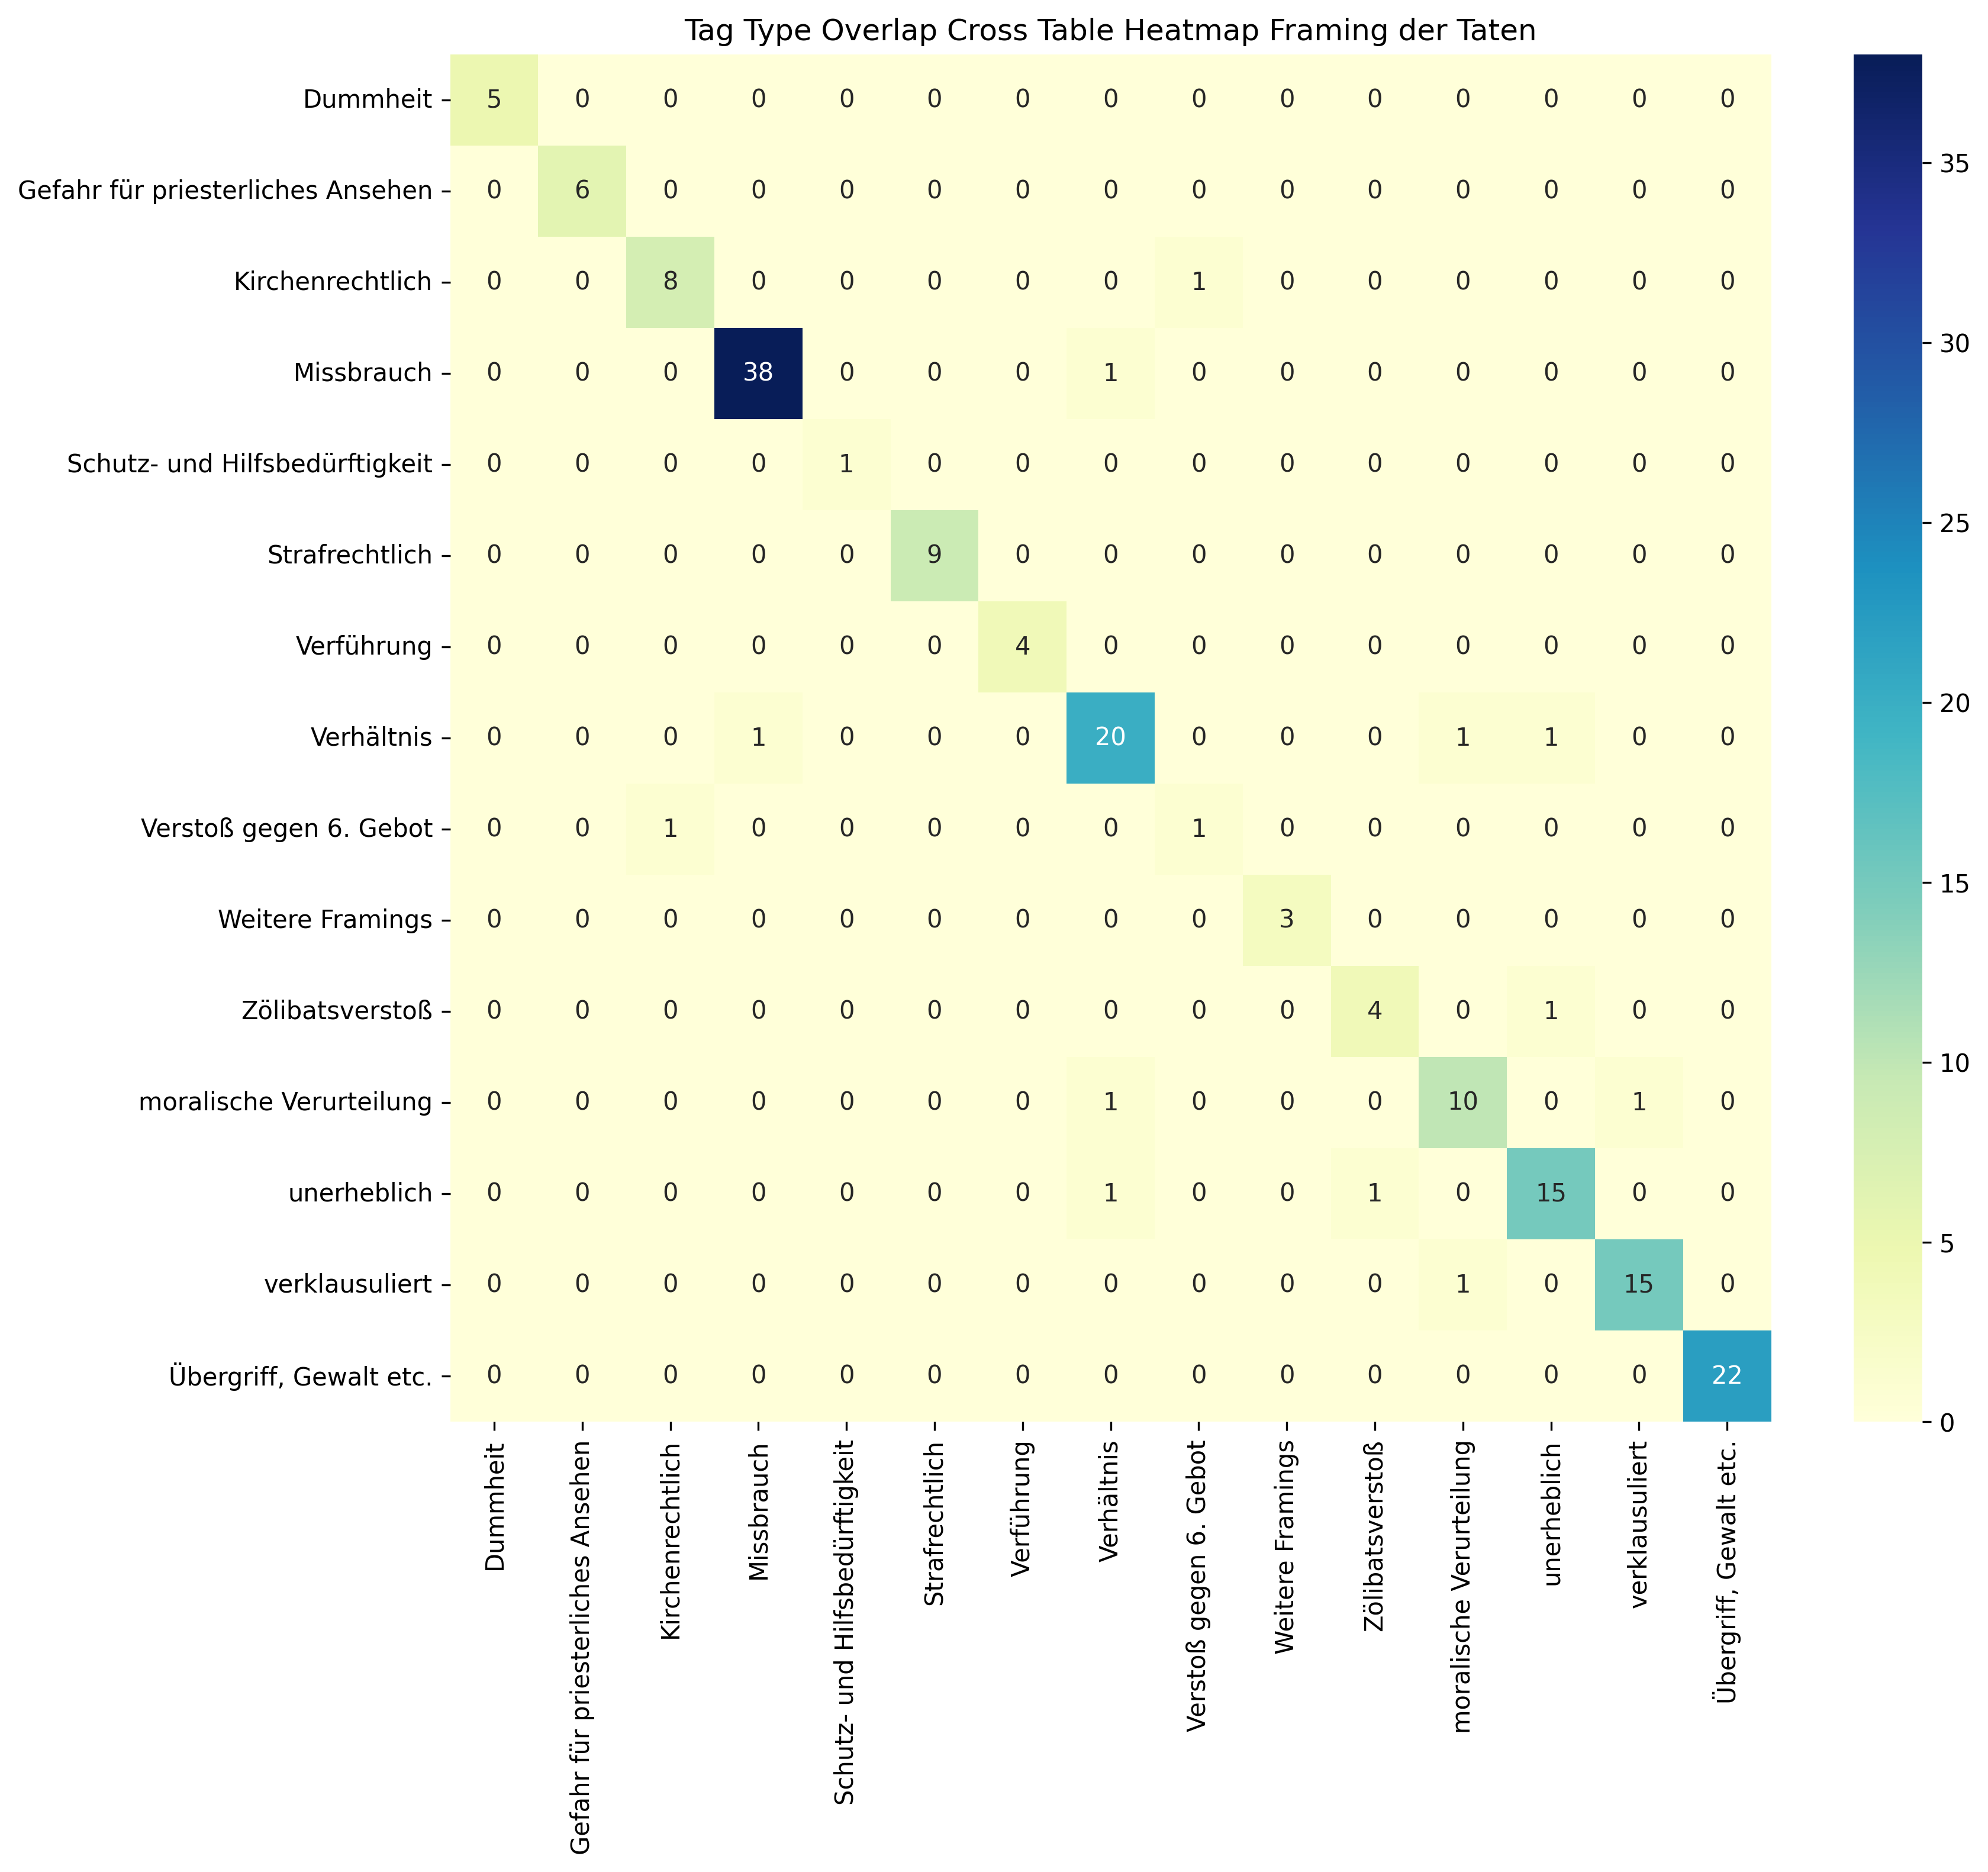 Tag Type Overlap Cross Table Heatmap Framing der Taten
Dummheit 5 0 0 0 0 0 0 0 0 0 0 0 0 0 0
Gefahr für priesterliches Ansehen 0 6 0 0 0 0 0 0 0 0 0 0 0 0 0
Kirchenrechtlich 0 0 8 0 0 0 0 0 1 0 0 0 0 0 0
Missbrauch 0 0 0 38 0 0 0 1 0 0 0 0 0 0 0
Schutz- und Hilfsbedürftigkeit 0 0 0 0 1 0 0 0 0 0 0 0 0 0 0
Strafrechtlich 0 0 0 0 0 9 0 0 0 0 0 0 0 0 0
Verführung 0 0 0 0 0 0 4 0 0 0 0 0 0 0 0
Verhältnis 0 0 0 1 0 0 0 20 0 0 0 1 1 0 0
Verstoß gegen 6. Gebot 0 0 1 0 0 0 0 0 1 0 0 0 0 0 0
Weitere Framings 0 0 0 0 0 0 0 0 0 3 0 0 0 0 0
Zölibatsverstoß 0 0 0 0 0 0 0 0 0 0 4 0 1 0 0
moralische Verurteilung 0 0 0 0 0 0 0 1 0 0 0 10 0 1 0
unerheblich 0 0 0 0 0 0 0 1 0 0 1 0 15 0 0
verklausuliert 0 0 0 0 0 0 0 0 0 0 0 1 0 15 0
Übergriff, Gewalt etc. 0 0 0 0 0 0 0 0 0 0 0 0 0 0 22
Dummheit
Gefahr für priesterliches Ansehen
Kirchenrechtlich
Missbrauch
Schutz- und Hilfsbedürftigkeit
Strafrechtlich
Verführung
Verhältnis
Verstoß gegen 6. Gebot
Weitere Framings
Zölibatsverstoß
moralische Verurteilung
unerheblich
verklausuliert
Übergriff, Gewalt etc.
35
30
25
20
15
10
5
0